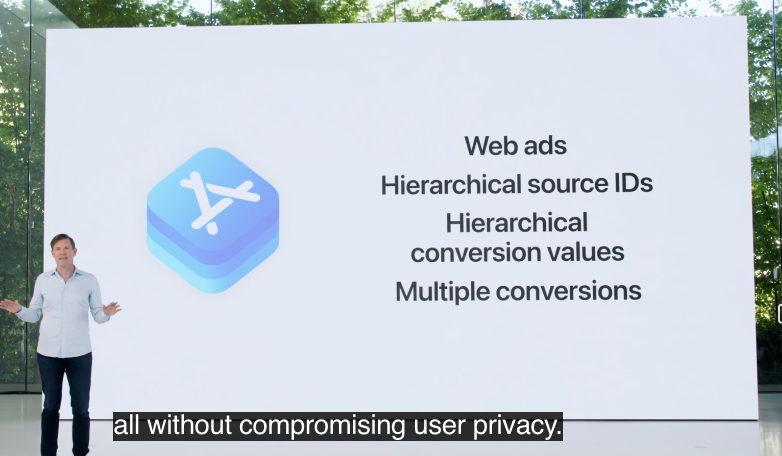 Web ads
Hierarchical source IDs
Hierarchical
conversion values
Multiple conversions
all without compromising user privacy.